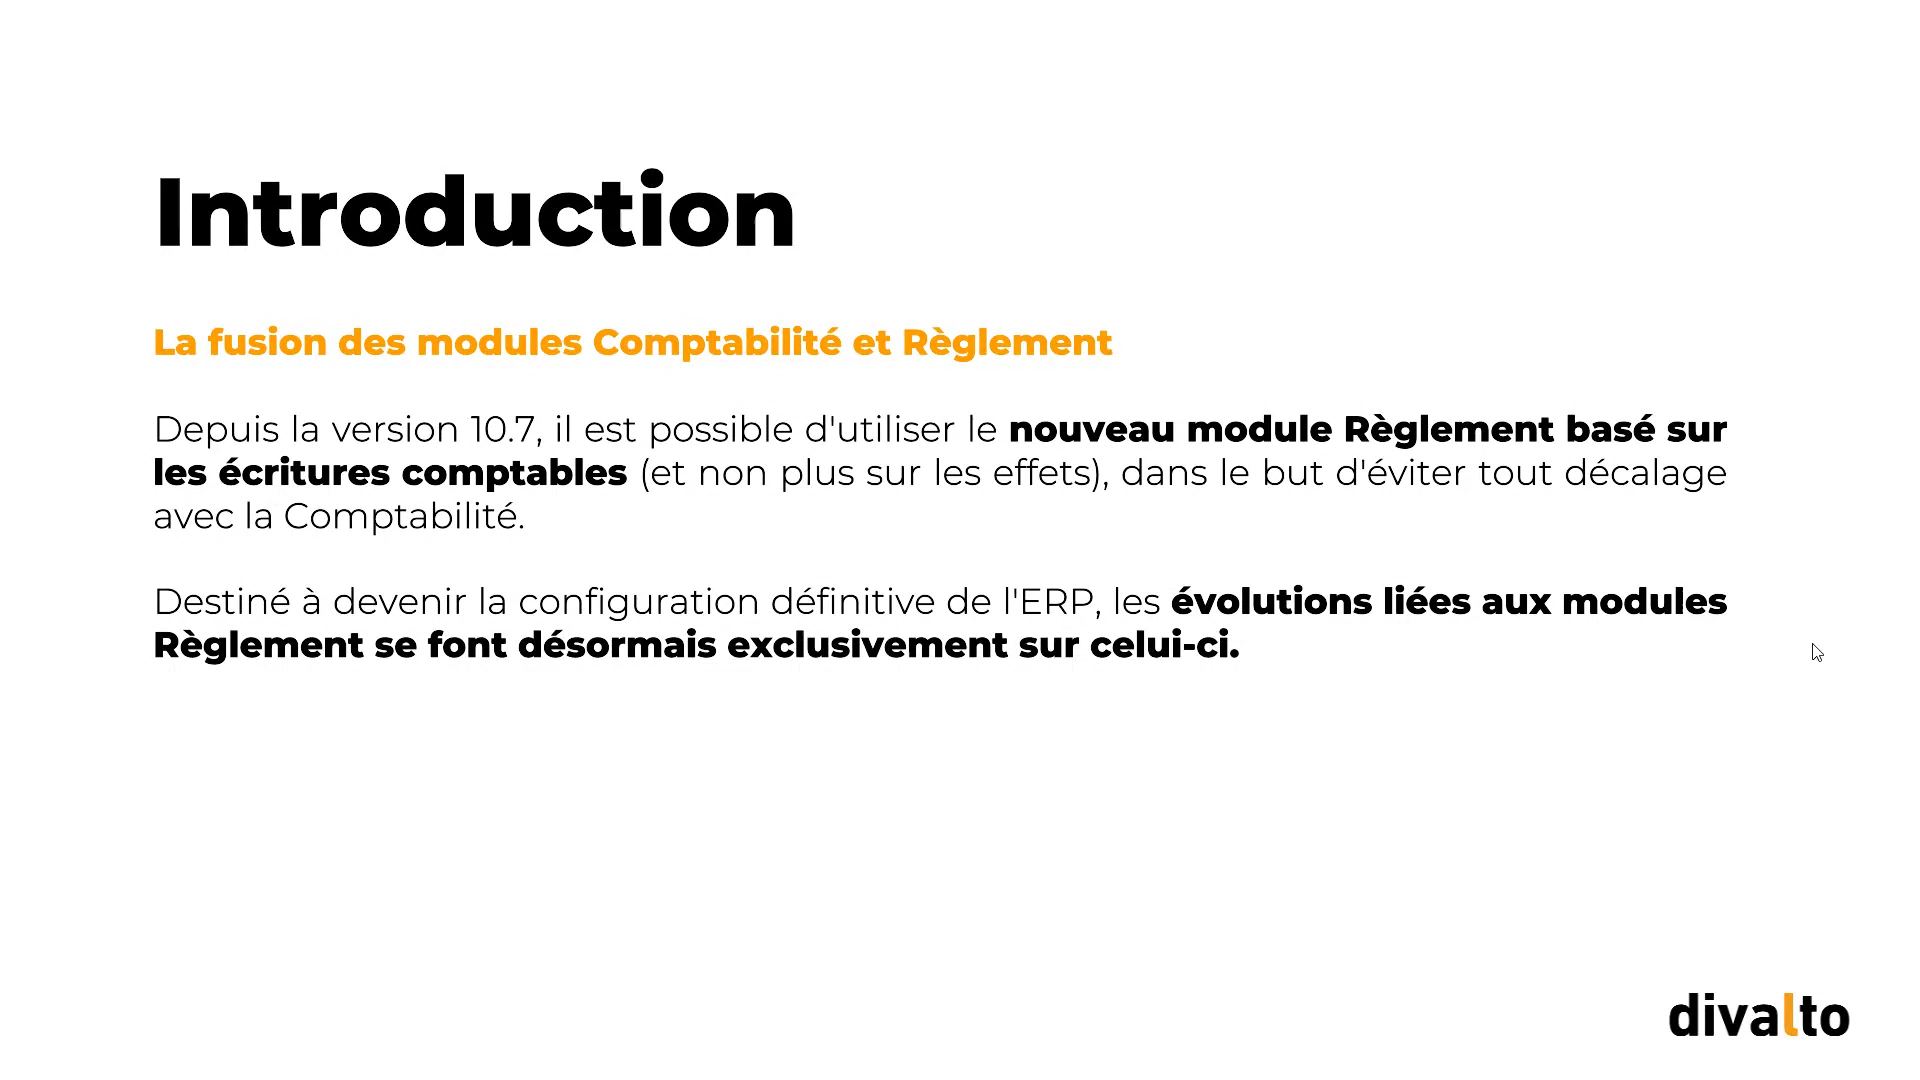 Introduction
La fusion des modules Comptabilité et Règlement
Depuis la version 10.7, il est possible d'utiliser le nouveau module Règlement basé sur
les écritures comptables (et non plus sur les effets), dans le but d'éviter tout décalage
avec la Comptabilité.
Destiné à devenir la configuration définitive de l'ERP, les évolutions liées aux modules
Règlement se font désormais exclusivement sur celui-ci.
divalto